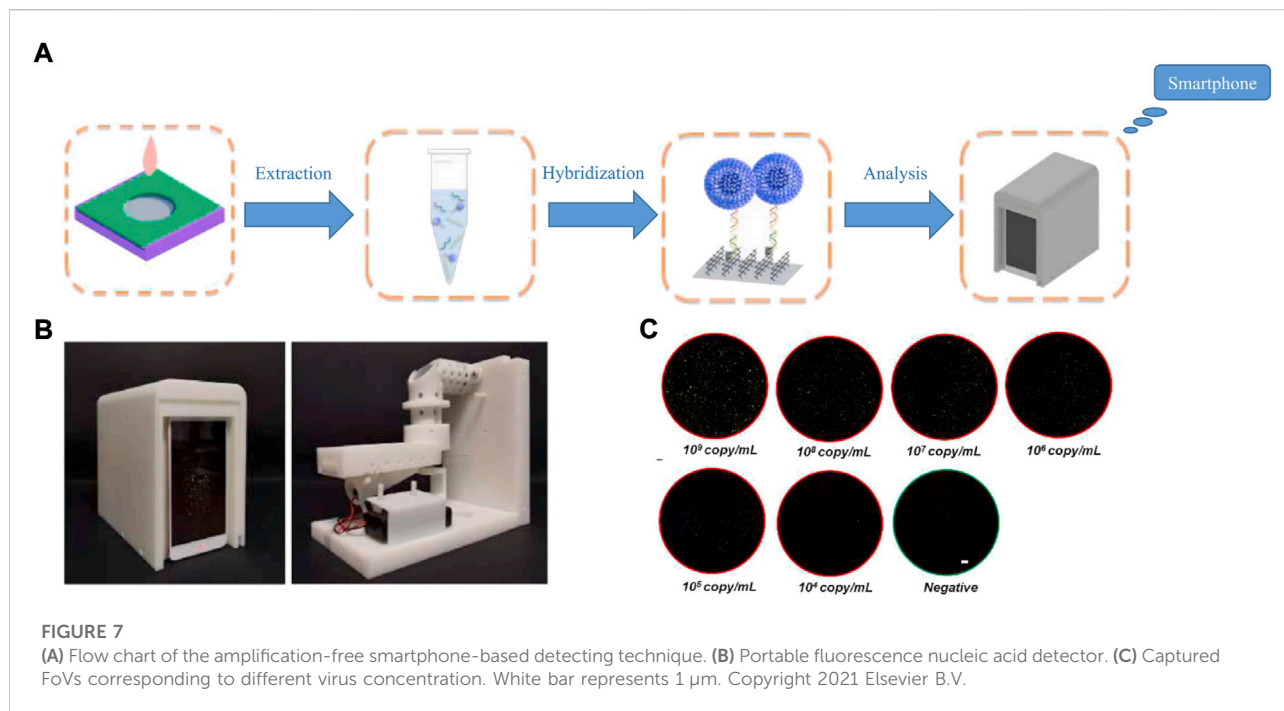 A
Smartphone
Extraction
Hybridization
Analysis
B
C
10⁹ copy/mL
10⁸ copy/mL
10⁷ copy/mL
10⁶ copy/mL
10⁵ copy/mL
10⁴ copy/mL
Negative
FIGURE 7
(A) Flow chart of the amplification-free smartphone-based detecting technique. (B) Portable fluorescence nucleic acid detector. (C) Captured
FoVs corresponding to different virus concentration. White bar represents 1 µm. Copyright 2021 Elsevier B.V.